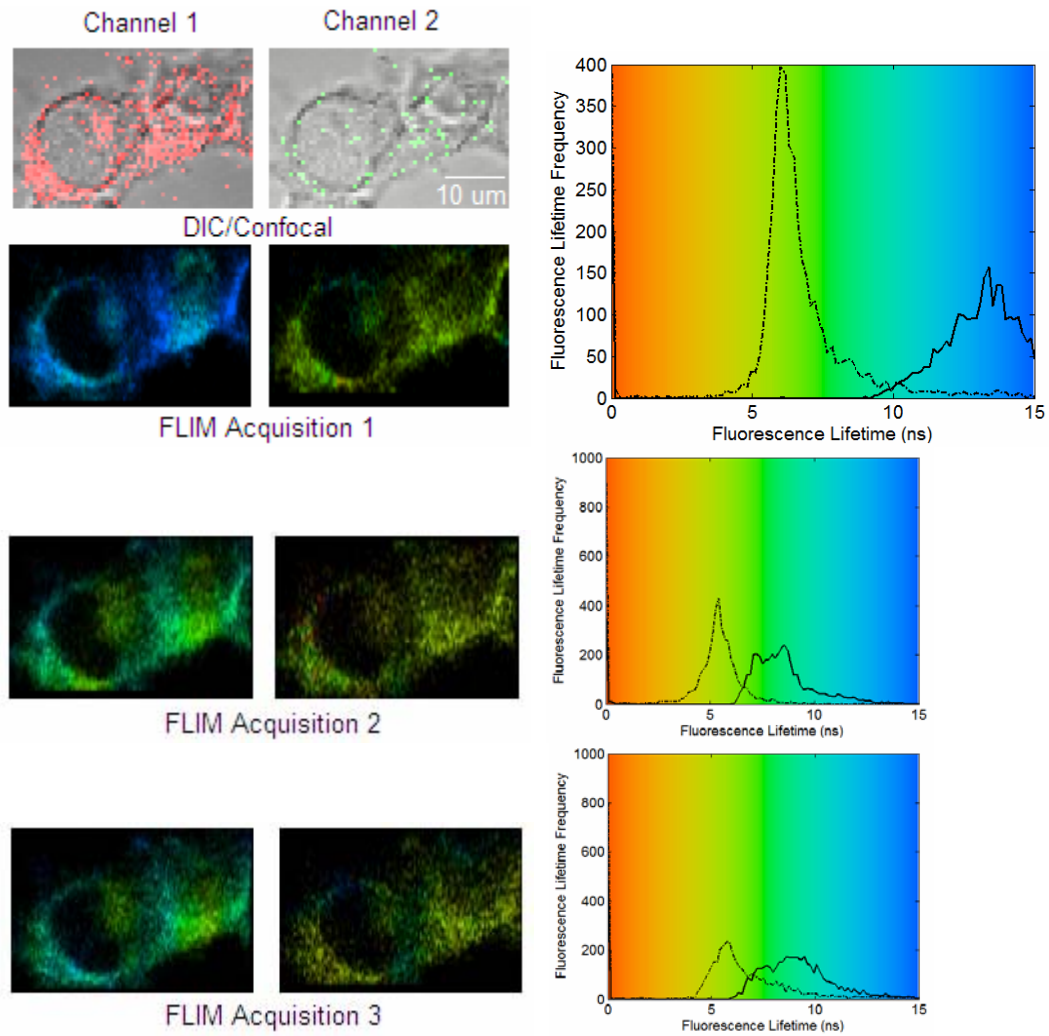 Channel 1
Channel 2
10 um
DIC/Confocal
FLIM Acquisition 1
FLIM Acquisition 2
FLIM Acquisition 3
Fluorescence Lifetime Frequency
400
350
300
250
200
150
100
50
0
0 5 10 15
Fluorescence Lifetime (ns)
Fluorescence Lifetime Frequency
1000
800
600
400
200
0
0 5 10 15
Fluorescence Lifetime (ns)
Fluorescence Lifetime Frequency
1000
800
600
400
200
0
0 5 10 15
Fluorescence Lifetime (ns)